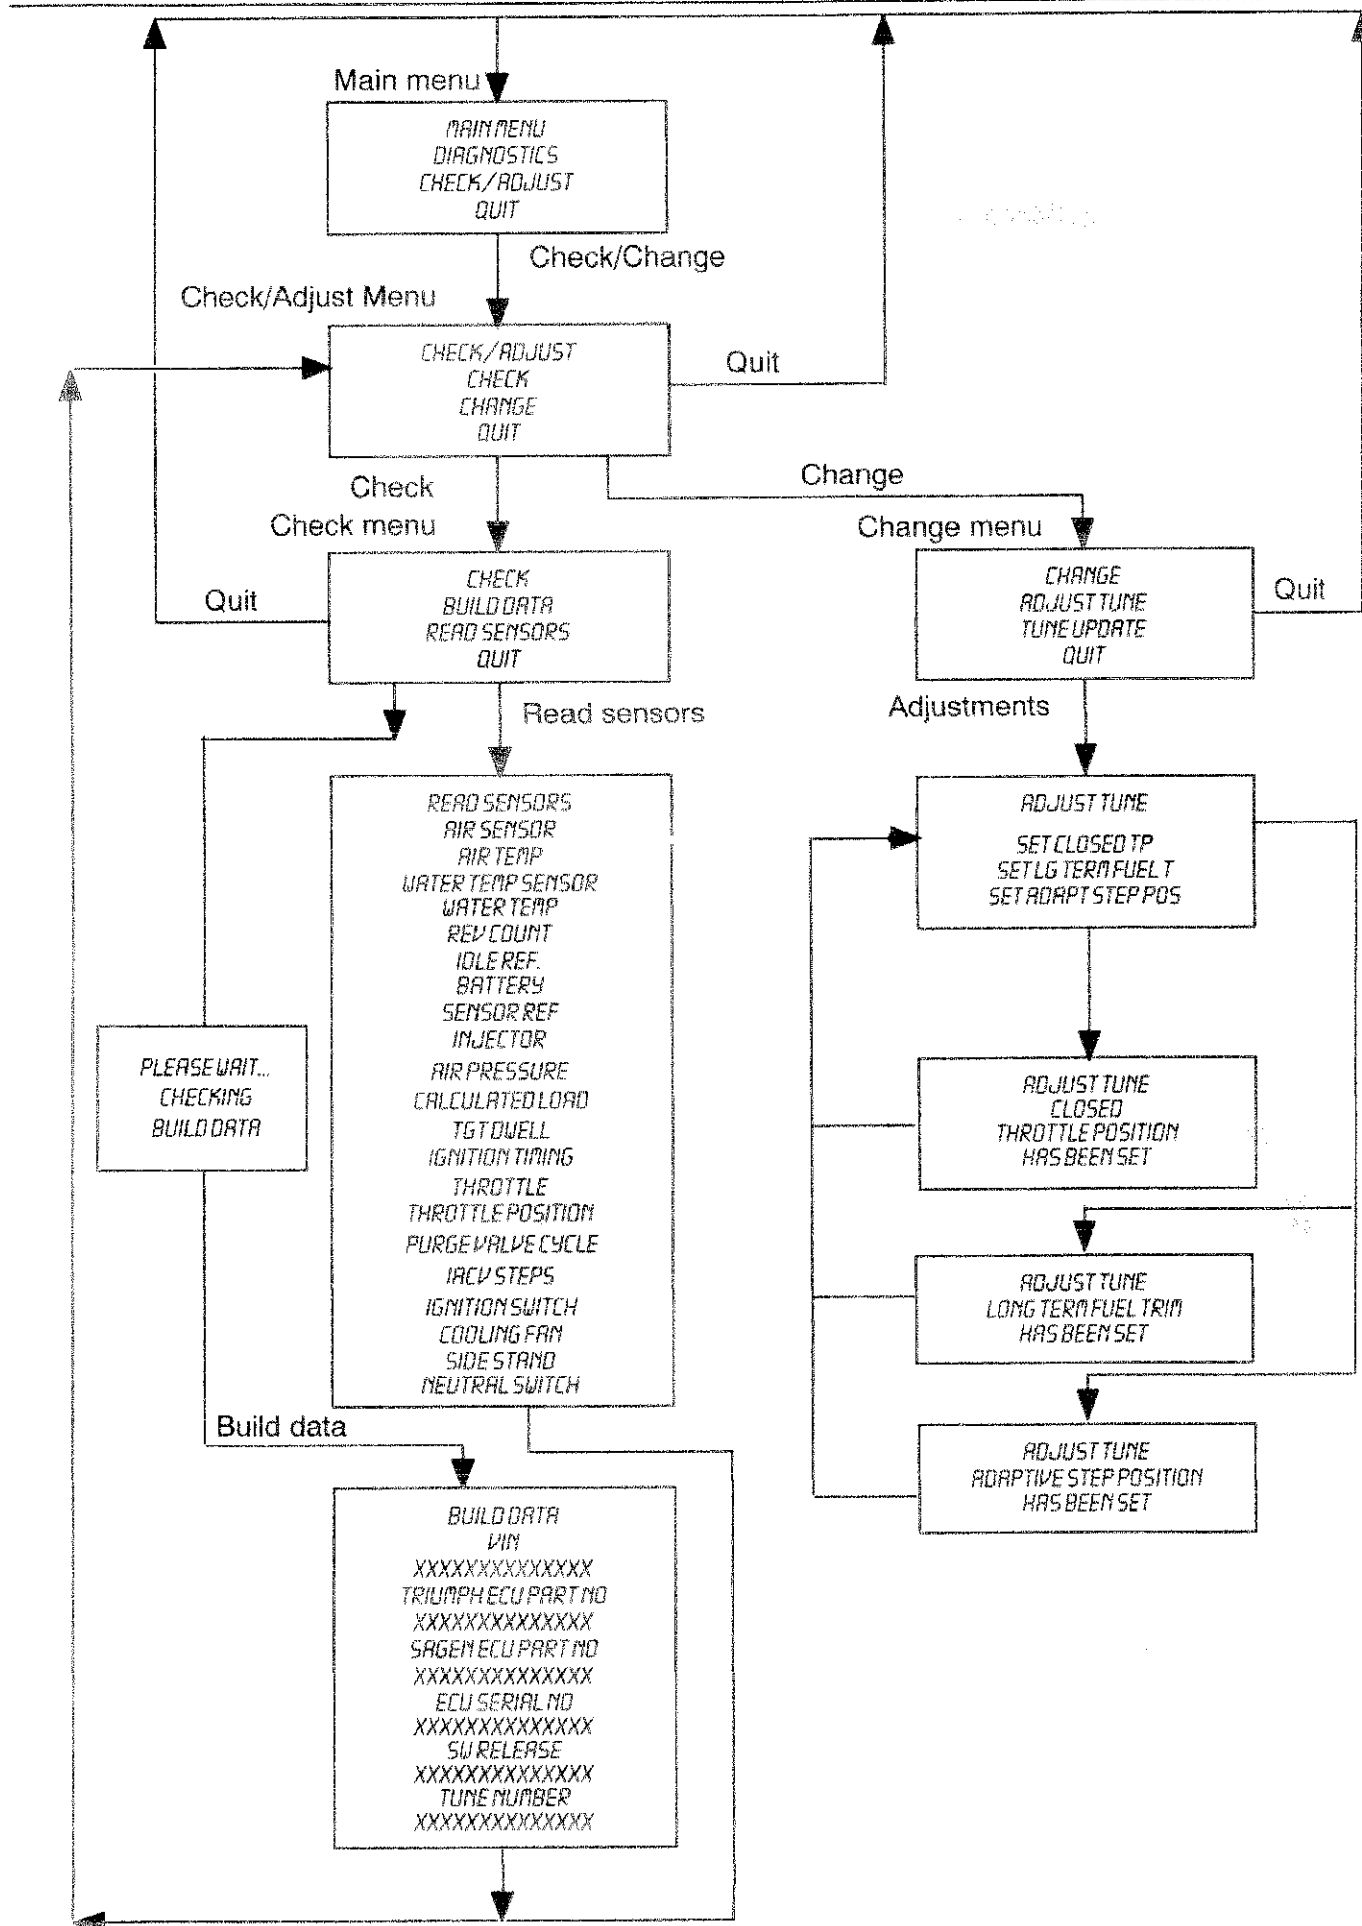 Main menu
MAIN MENU
DIAGNOSTICS
CHECK/ADJUST
QUIT
Check/Change
Check/Adjust Menu
CHECK/ADJUST
CHECK
CHANGE
QUIT
Quit
Check
Change
Check menu
Change menu
CHECK
BUILD DATA
READ SENSORS
QUIT
Quit
CHANGE
ADJUST TUNE
TUNE UPDATE
QUIT
Quit
Read sensors
Adjustments
READ SENSORS
AIR SENSOR
AIR TEMP
WATER TEMP SENSOR
WATER TEMP
REV COUNT
IDLE REF.
BATTERY
SENSOR REF
INJECTOR
AIR PRESSURE
CALCULATED LOAD
TGT DWELL
IGNITION TIMING
THROTTLE
THROTTLE POSITION
PURGE VALVE CYCLE
IACV STEPS
IGNITION SWITCH
COOLING FAN
SIDE STAND
NEUTRAL SWITCH
ADJUST TUNE
SET CLOSED TP
SET LG TERM FUEL T
SET ADAPT STEP POS
PLEASE WAIT...
CHECKING
BUILD DATA
ADJUST TUNE
CLOSED
THROTTLE POSITION
HAS BEEN SET
ADJUST TUNE
LONG TERM FUEL TRIM
HAS BEEN SET
ADJUST TUNE
ADAPTIVE STEP POSITION
HAS BEEN SET
Build data
BUILD DATA
VIN
XXXXXXXXXXXXXX
TRIUMPH ECU PART NO
XXXXXXXXXXXXXX
SAGEM ECU PART NO
XXXXXXXXXXXXXX
ECU SERIAL NO
XXXXXXXXXXXXXX
SW RELEASE
XXXXXXXXXXXXXX
TUNE NUMBER
XXXXXXXXXXXXXX